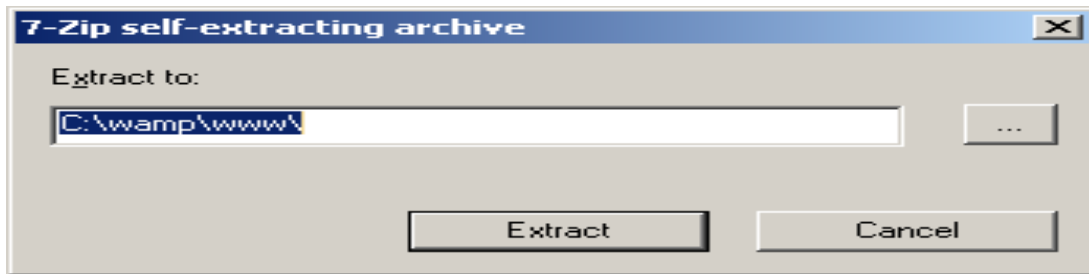 7-Zip self-extracting archive
Extract to:
C:\wamp\www\
...
Extract
Cancel